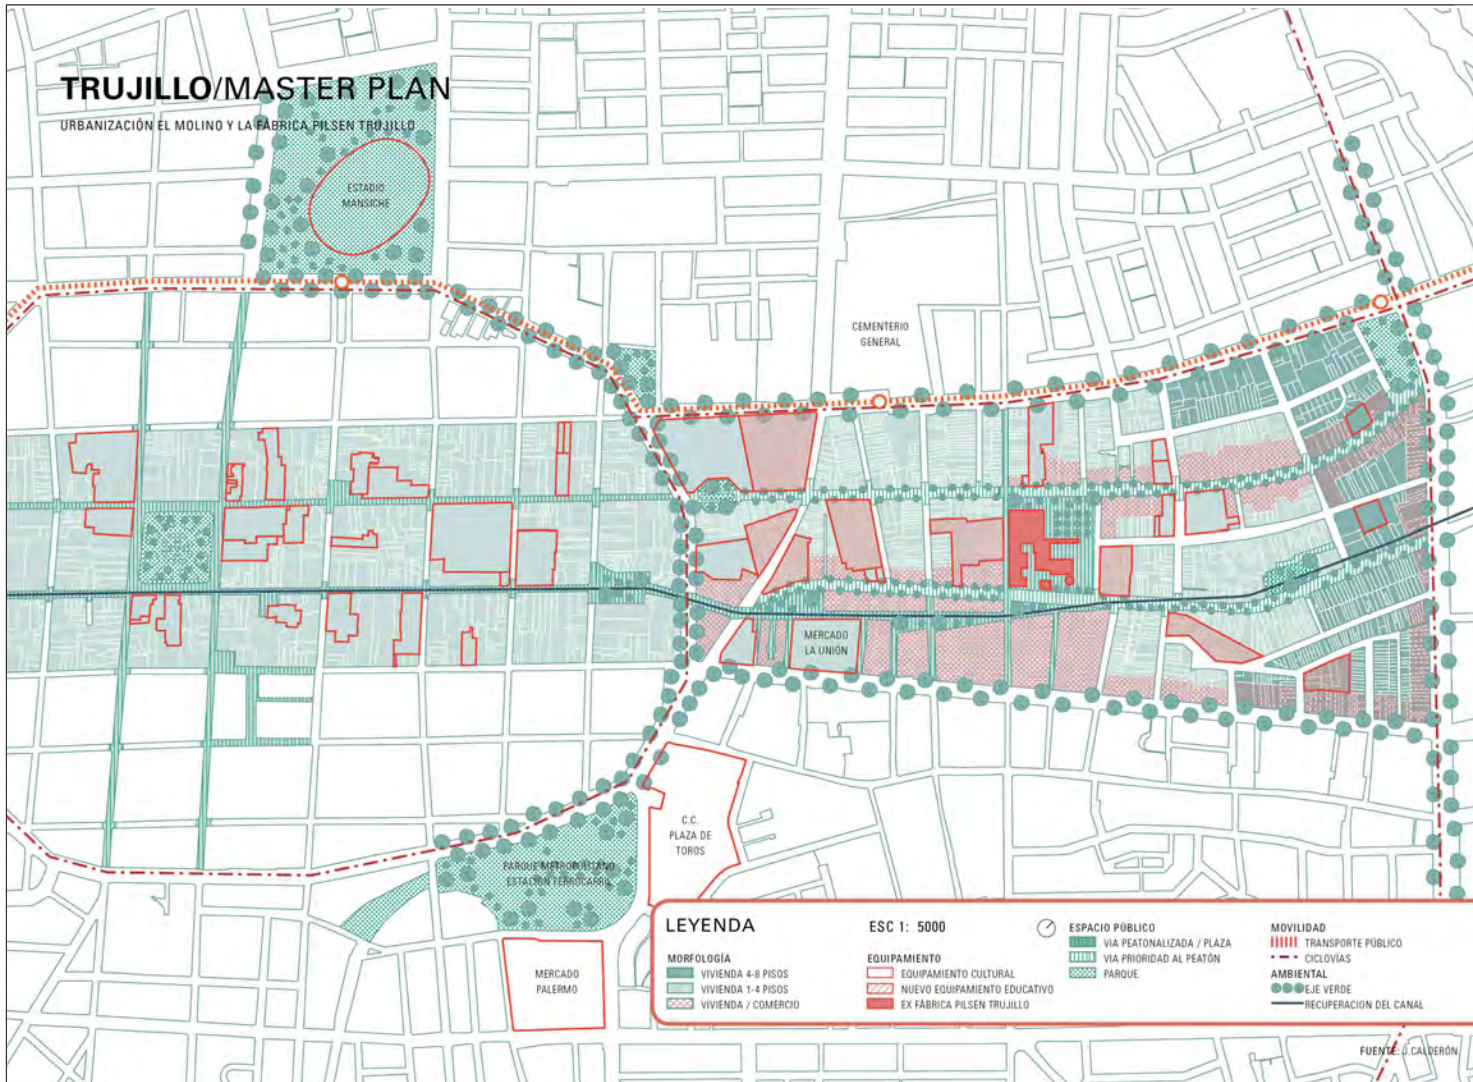 TRUJILLO/MASTER PLAN
URBANIZACIÓN EL MOLINO Y LA FÁBRICA PILSEN TRUJILLO
ESTADIO
MANSICHE
CEMENTERIO
GENERAL
MERCADO
LA UNIÓN
C.C.
PLAZA DE
TOROS
PARQUE METROPOLITANO
ESTACIÓN FERROCARRIL
MERCADO
PALERMO
LEYENDA
ESC 1: 5000
MORFOLOGÍA
VIVIENDA 4-8 PISOS
VIVIENDA 1-4 PISOS
VIVIENDA / COMERCIO
EQUIPAMIENTO
EQUIPAMIENTO CULTURAL
NUEVO EQUIPAMIENTO EDUCATIVO
EX FÁBRICA PILSEN TRUJILLO
ESPACIO PÚBLICO
VIA PEATONALIZADA / PLAZA
VIA PRIORIDAD AL PEATÓN
PARQUE
MOVILIDAD
TRANSPORTE PÚBLICO
CICLOVÍAS
AMBIENTAL
EJE VERDE
RECUPERACION DEL CANAL
FUENTE: J.CALDERÓN